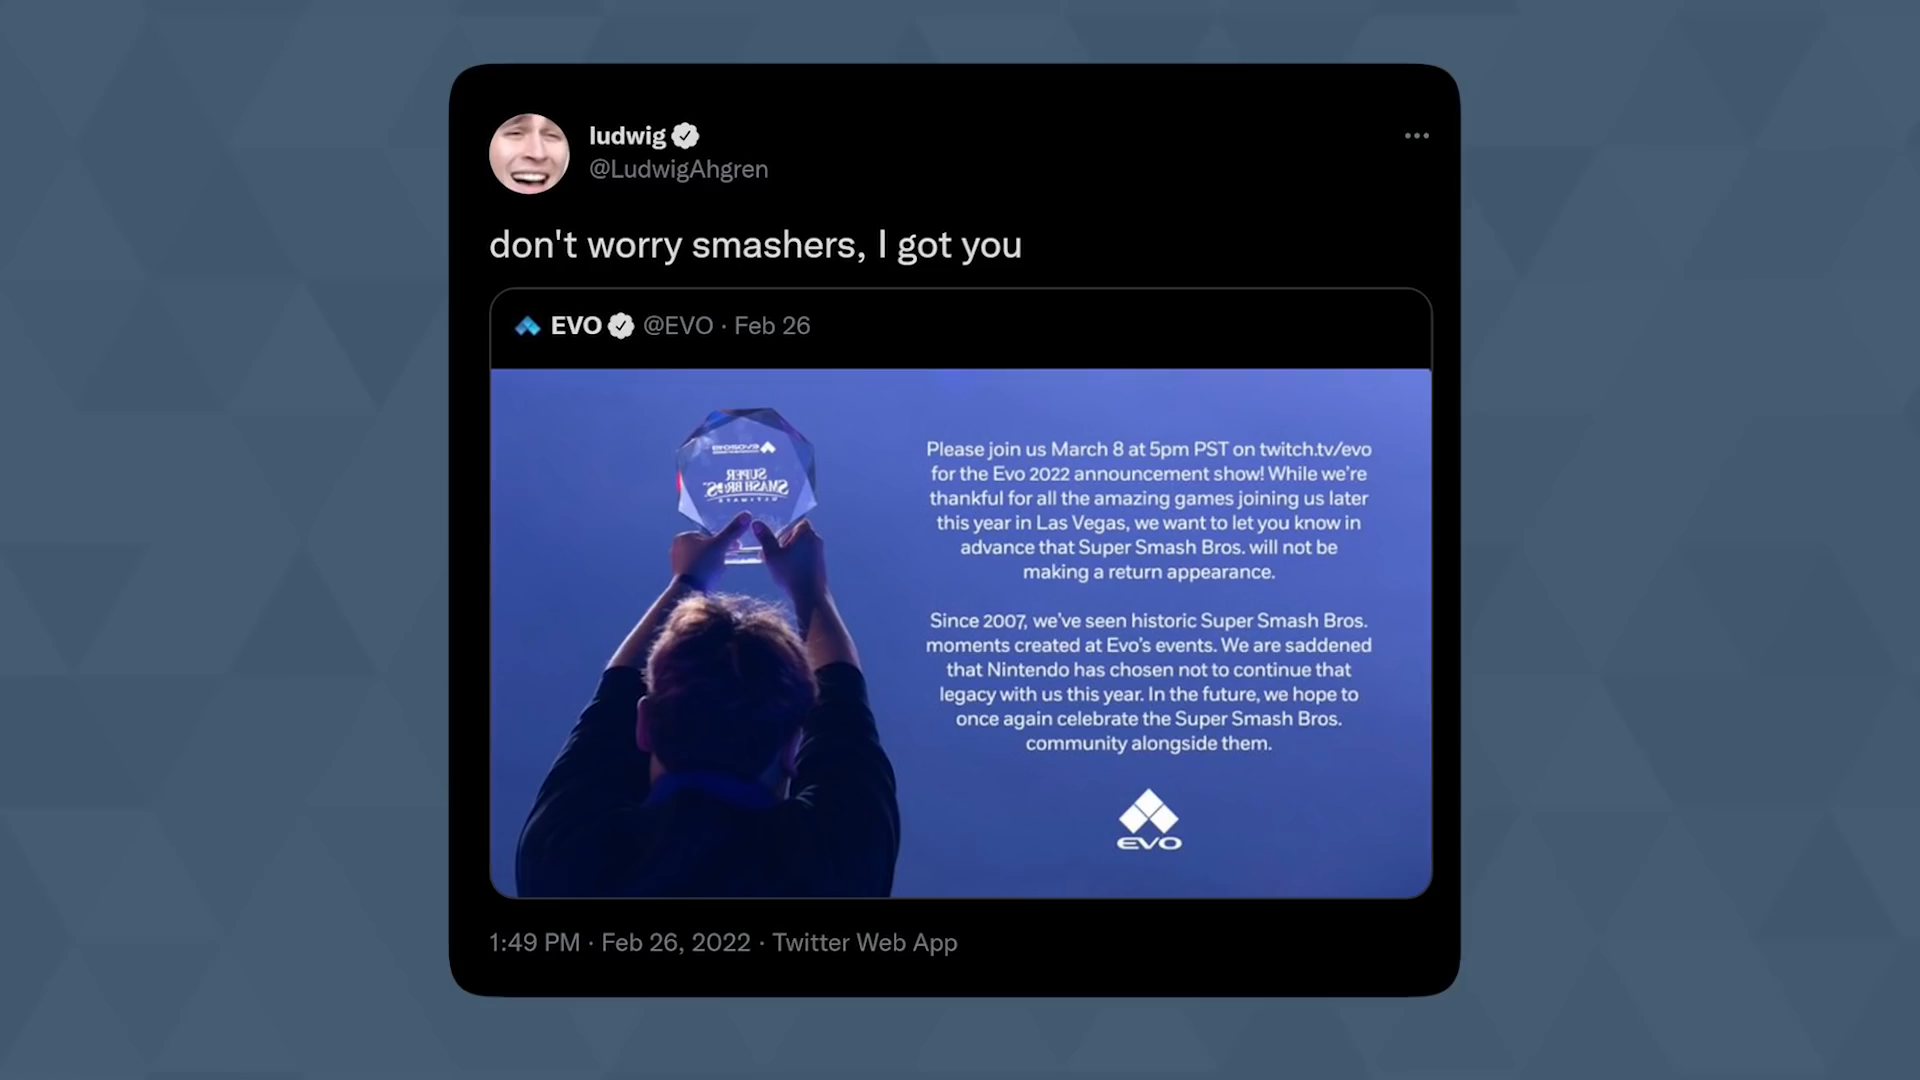 ludwig
@LudwigAhgren
don't worry smashers, I got you
EVO @EVO · Feb 26
SUPER
SMASH BROS
ULTIMATE
Please join us March 8 at 5pm PST on twitch.tv/evo
for the Evo 2022 announcement show! While we're
thankful for all the amazing games joining us later
this year in Las Vegas, we want to let you know in
advance that Super Smash Bros. will not be
making a return appearance.
Since 2007, we've seen historic Super Smash Bros.
moments created at Evo's events. We are saddened
that Nintendo has chosen not to continue that
legacy with us this year. In the future, we hope to
once again celebrate the Super Smash Bros.
community alongside them.
EVO
1:49 PM · Feb 26, 2022 · Twitter Web App